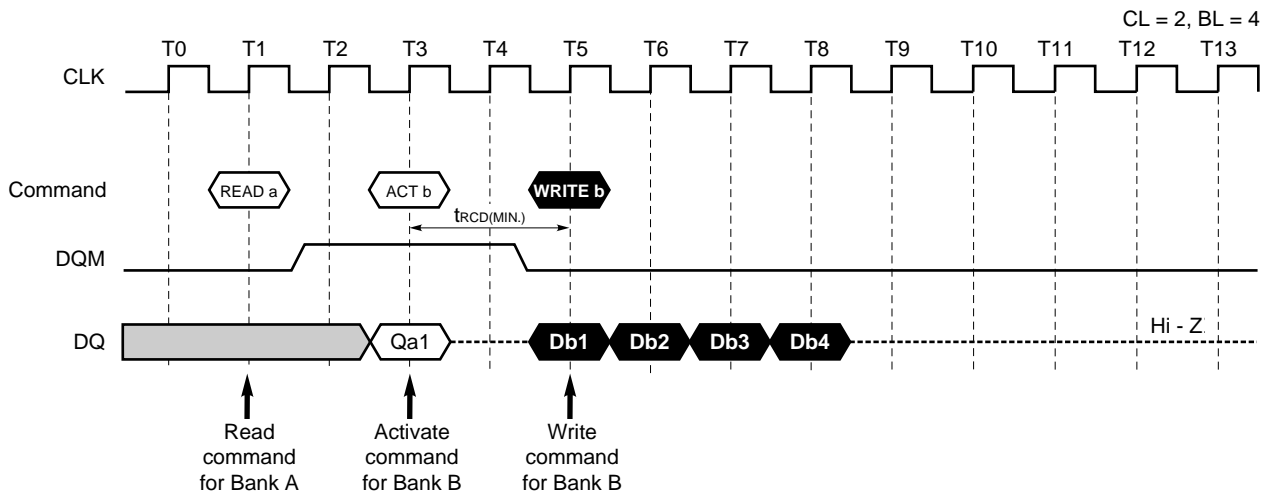 CL = 2, BL = 4
T0 T1 T2 T3 T4 T5 T6 T7 T8 T9 T10 T11 T12 T13
CLK
Command READ a ACT b WRITE b
tRCD(MIN.)
DQM
Hi - Z
DQ Qa1 Db1 Db2 Db3 Db4
Read Activate Write
command command command
for Bank A for Bank B for Bank B